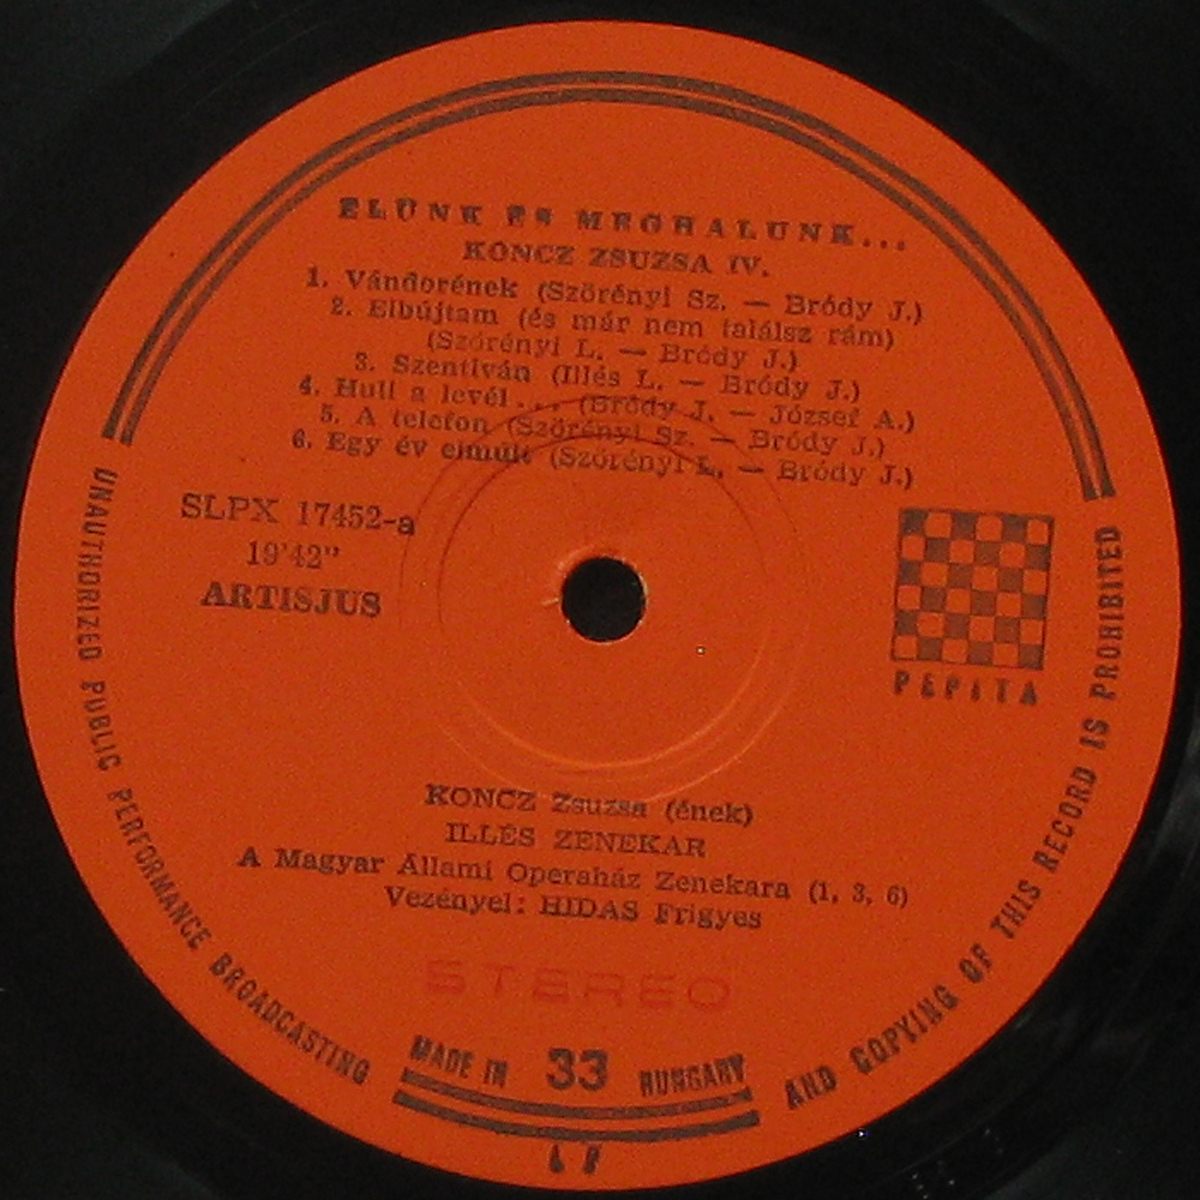 ELÜNK ÉS MEGHALUNK...
KONCZ ZSUZSA IV.
1. Vándorének (Szörényi Sz. — Bródy J.)
2. Elbújtam (és már nem találsz rám)
(Szörényi L. — Bródy J.)
3. Szentiván (Illés L. — Bródy J.)
4. Hull a levél... (Bródy J. — József A.)
5. A telefon (Szörényi Sz. — Bródy J.)
6. Egy év elmúlt (Szörényi L. — Bródy J.)
SLPX 17452-a
19'42"
ARTISJUS
PEPITA
KONCZ Zsuzsa (ének)
ILLÉS ZENEKAR
A Magyar Állami Operaház Zenekara (1, 3, 6)
Vezényel: HIDAS Frigyes
STEREO
MADE IN 33 HUNGARY
LP
UNAUTHORIZED PUBLIC PERFORMANCE BROADCASTING AND COPYING OF THIS RECORD IS PROHIBITED